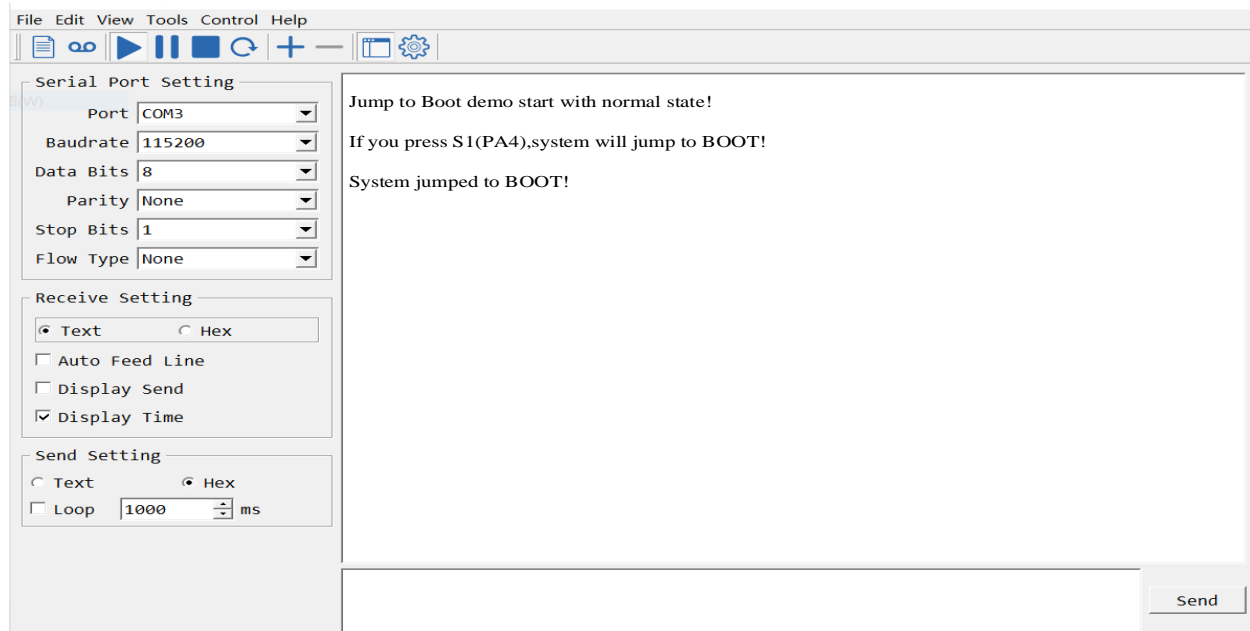 File Edit View Tools Control Help
Serial Port Setting
Port COM3
Baudrate 115200
Data Bits 8
Parity None
Stop Bits 1
Flow Type None
Receive Setting
Text Hex
Auto Feed Line
Display Send
Display Time
Send Setting
Text Hex
Loop 1000 ms
Jump to Boot demo start with normal state!
If you press S1(PA4),system will jump to BOOT!
System jumped to BOOT!
Send